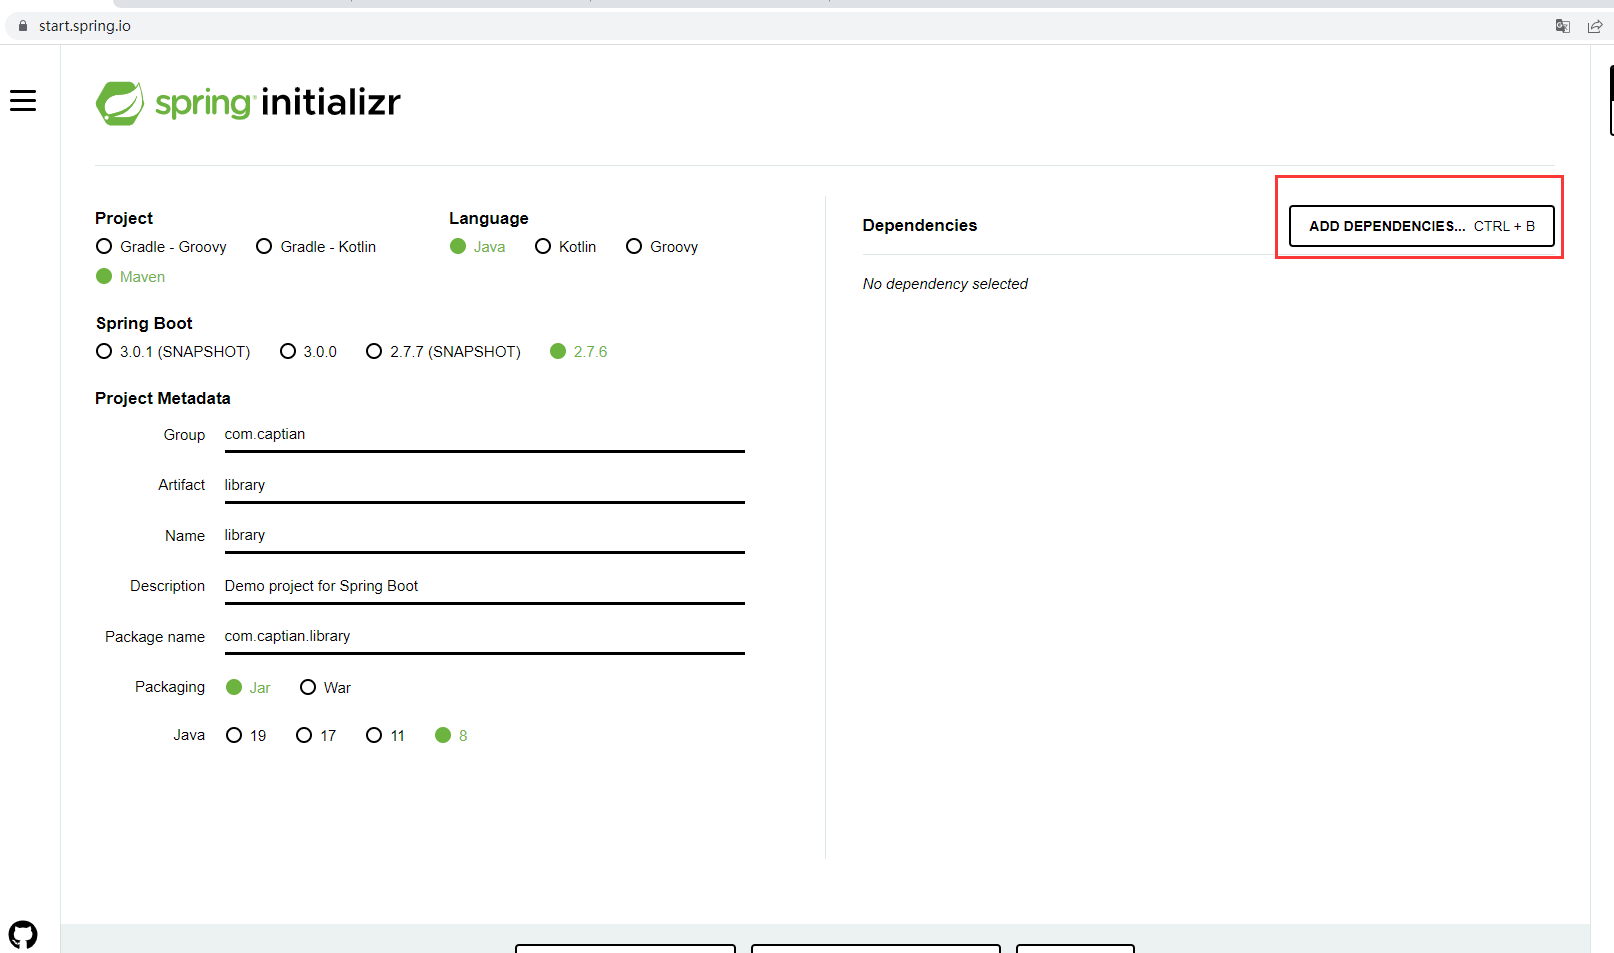 start.spring.io
spring initializr
Project
Gradle - Groovy Gradle - Kotlin
Maven
Language
Java Kotlin Groovy
Spring Boot
3.0.1 (SNAPSHOT) 3.0.0 2.7.7 (SNAPSHOT) 2.7.6
Project Metadata
Group com.captian
Artifact library
Name library
Description Demo project for Spring Boot
Package name com.captian.library
Packaging Jar War
Java 19 17 11 8
Dependencies
ADD DEPENDENCIES... CTRL + B
No dependency selected